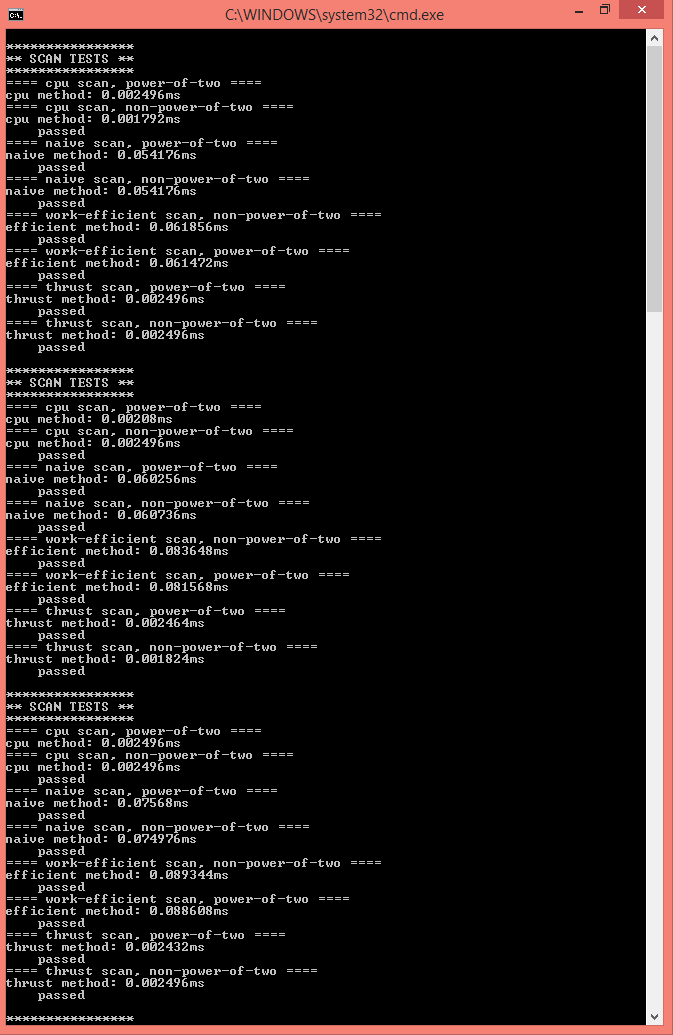 C:\WINDOWS\system32\cmd.exe
****************
** SCAN TESTS **
****************
==== cpu scan, power-of-two ====
cpu method: 0.002496ms
==== cpu scan, non-power-of-two ====
cpu method: 0.001792ms
passed
==== naive scan, power-of-two ====
naive method: 0.054176ms
passed
==== naive scan, non-power-of-two ====
naive method: 0.054176ms
passed
==== work-efficient scan, non-power-of-two ====
efficient method: 0.061856ms
passed
==== work-efficient scan, power-of-two ====
efficient method: 0.061472ms
passed
==== thrust scan, power-of-two ====
thrust method: 0.002496ms
passed
==== thrust scan, non-power-of-two ====
thrust method: 0.002496ms
passed
****************
** SCAN TESTS **
****************
==== cpu scan, power-of-two ====
cpu method: 0.00208ms
==== cpu scan, non-power-of-two ====
cpu method: 0.002496ms
passed
==== naive scan, power-of-two ====
naive method: 0.060256ms
passed
==== naive scan, non-power-of-two ====
naive method: 0.060736ms
passed
==== work-efficient scan, non-power-of-two ====
efficient method: 0.083648ms
passed
==== work-efficient scan, power-of-two ====
efficient method: 0.081568ms
passed
==== thrust scan, power-of-two ====
thrust method: 0.002464ms
passed
==== thrust scan, non-power-of-two ====
thrust method: 0.001824ms
passed
****************
** SCAN TESTS **
****************
==== cpu scan, power-of-two ====
cpu method: 0.002496ms
==== cpu scan, non-power-of-two ====
cpu method: 0.002496ms
passed
==== naive scan, power-of-two ====
naive method: 0.07568ms
passed
==== naive scan, non-power-of-two ====
naive method: 0.074976ms
passed
==== work-efficient scan, non-power-of-two ====
efficient method: 0.089344ms
passed
==== work-efficient scan, power-of-two ====
efficient method: 0.088608ms
passed
==== thrust scan, power-of-two ====
thrust method: 0.002432ms
passed
==== thrust scan, non-power-of-two ====
thrust method: 0.002496ms
passed
****************